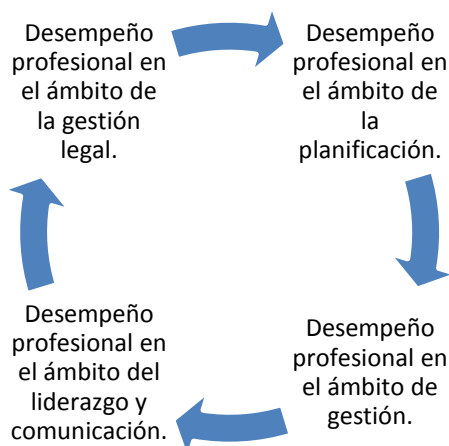 Desempeño
profesional en
el ámbito de
la gestión
legal.
Desempeño
profesional en
el ámbito de
la
planificación.
Desempeño
profesional en
el ámbito de
gestión.
Desempeño
profesional en
el ámbito del
liderazgo y
comunicación.